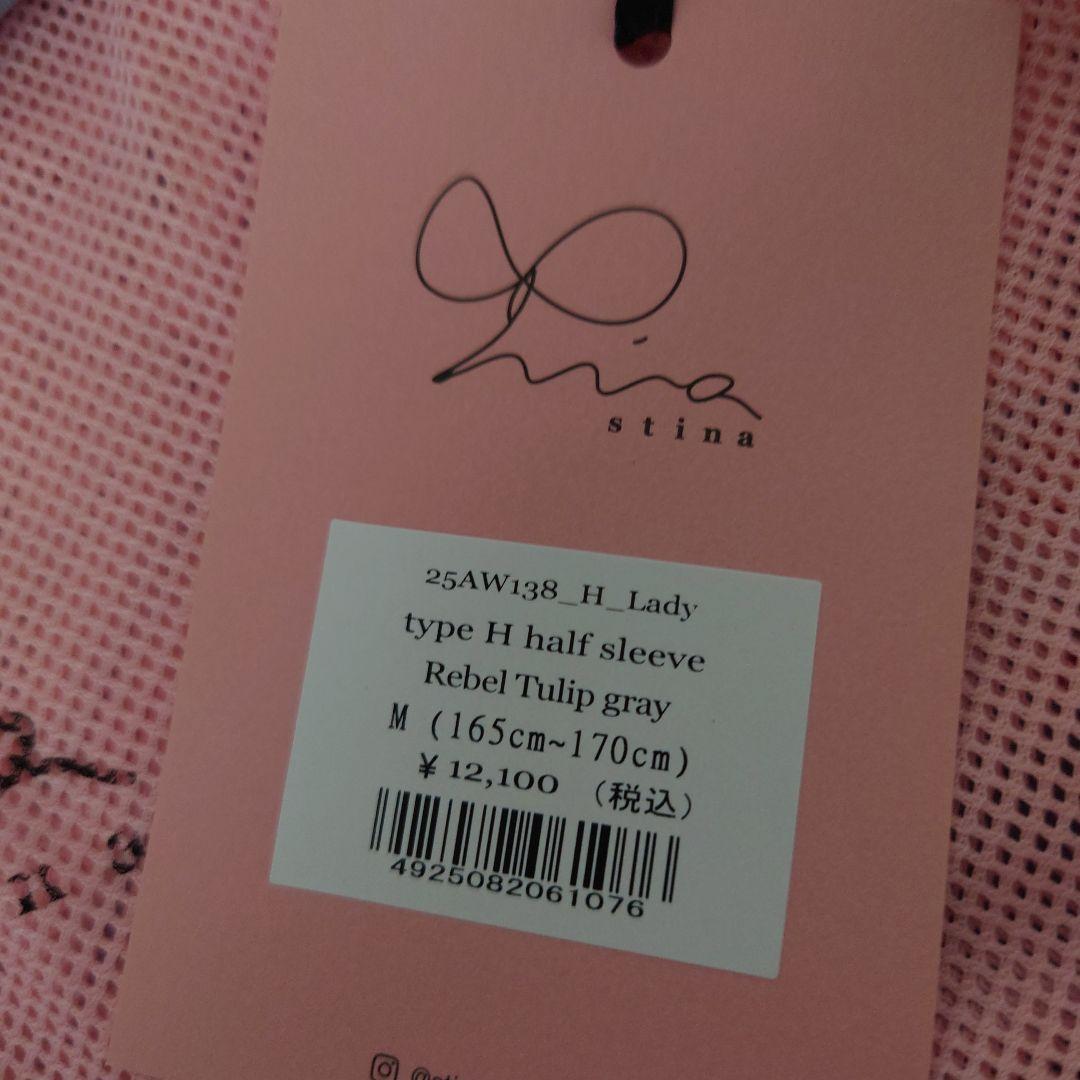 stina
25AW138_H_Lady
type H half sleeve
Rebel Tulip gray
M (165cm~170cm)
¥ 12,100 (税込)
4925082061076